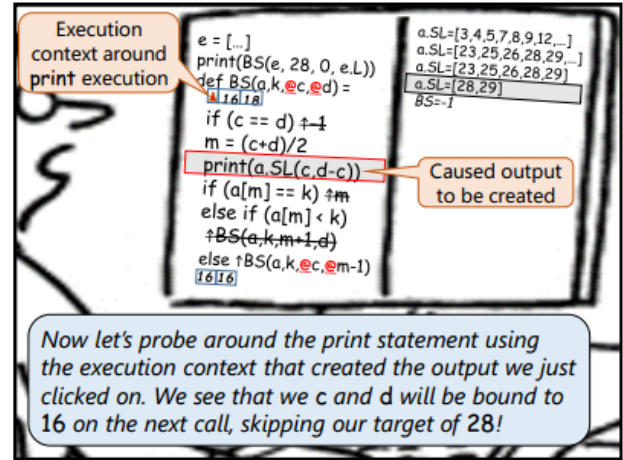 Execution
context around
print execution
e = [...]
print(BS(e, 28, 0, e.L))
def BS(a,k,@c,@d) =
16 18
if (c == d) ↑-1
m = (c+d)/2
print(a.SL(c,d-c))
if (a[m] == k) ↑m
else if (a[m] < k)
↑BS(a,k,m+1,d)
else ↑BS(a,k,@c,@m-1)
16 16
a.SL=[3,4,5,7,8,9,12,...]
a.SL=[23,25,26,28,29,...]
a.SL=[23,25,26,28,29]
a.SL=[28,29]
BS=-1
Caused output
to be created
Now let's probe around the print statement using
the execution context that created the output we just
clicked on. We see that we c and d will be bound to
16 on the next call, skipping our target of 28!